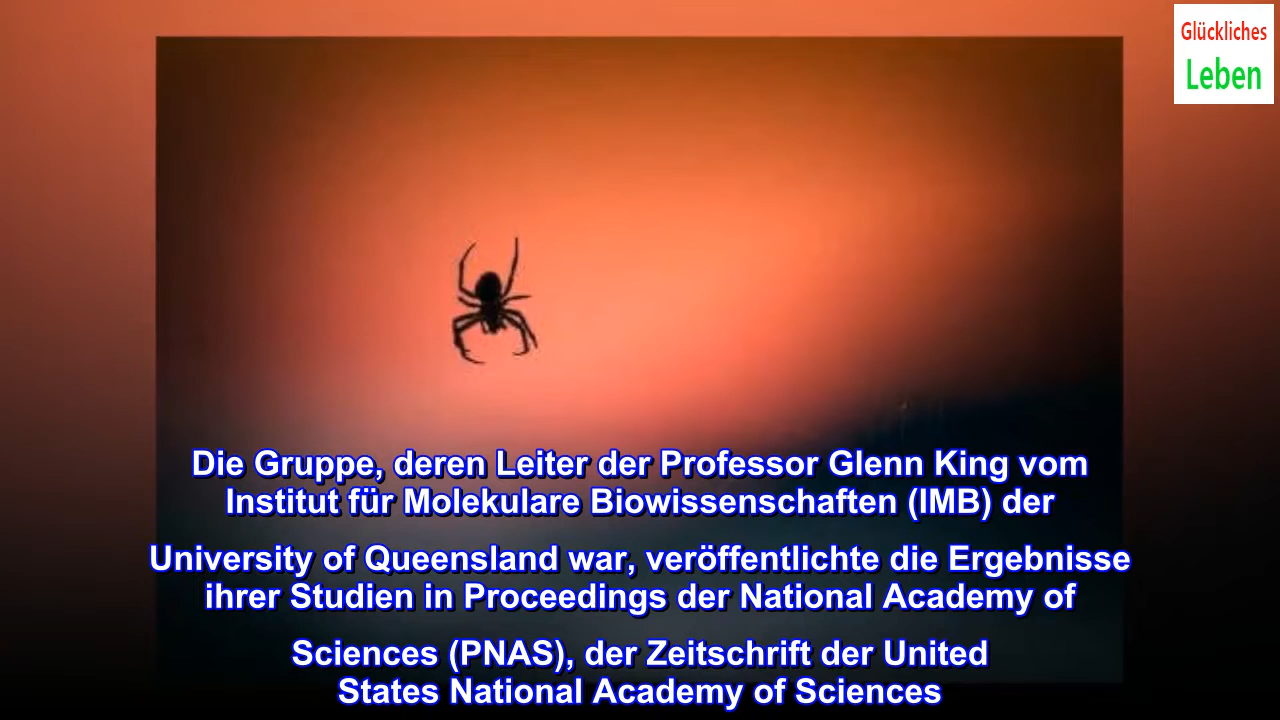 Glückliches
Leben
Die Gruppe, deren Leiter der Professor Glenn King vom
Institut für Molekulare Biowissenschaften (IMB) der
University of Queensland war, veröffentlichte die Ergebnisse
ihrer Studien in Proceedings der National Academy of
Sciences (PNAS), der Zeitschrift der United
States National Academy of Sciences